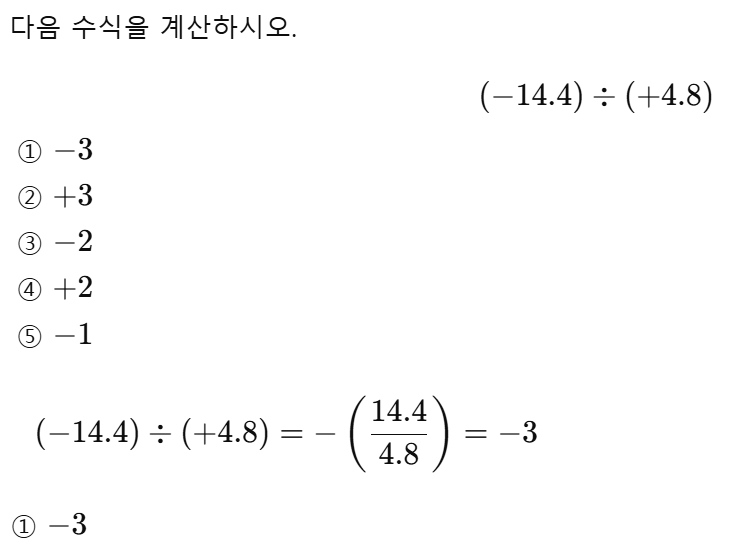 다음 수식을 계산하시오.
(−14.4) ÷ (+4.8)
① −3
② +3
③ −2
④ +2
⑤ −1
(−14.4) ÷ (+4.8) = −(14.4/4.8) = −3
① −3